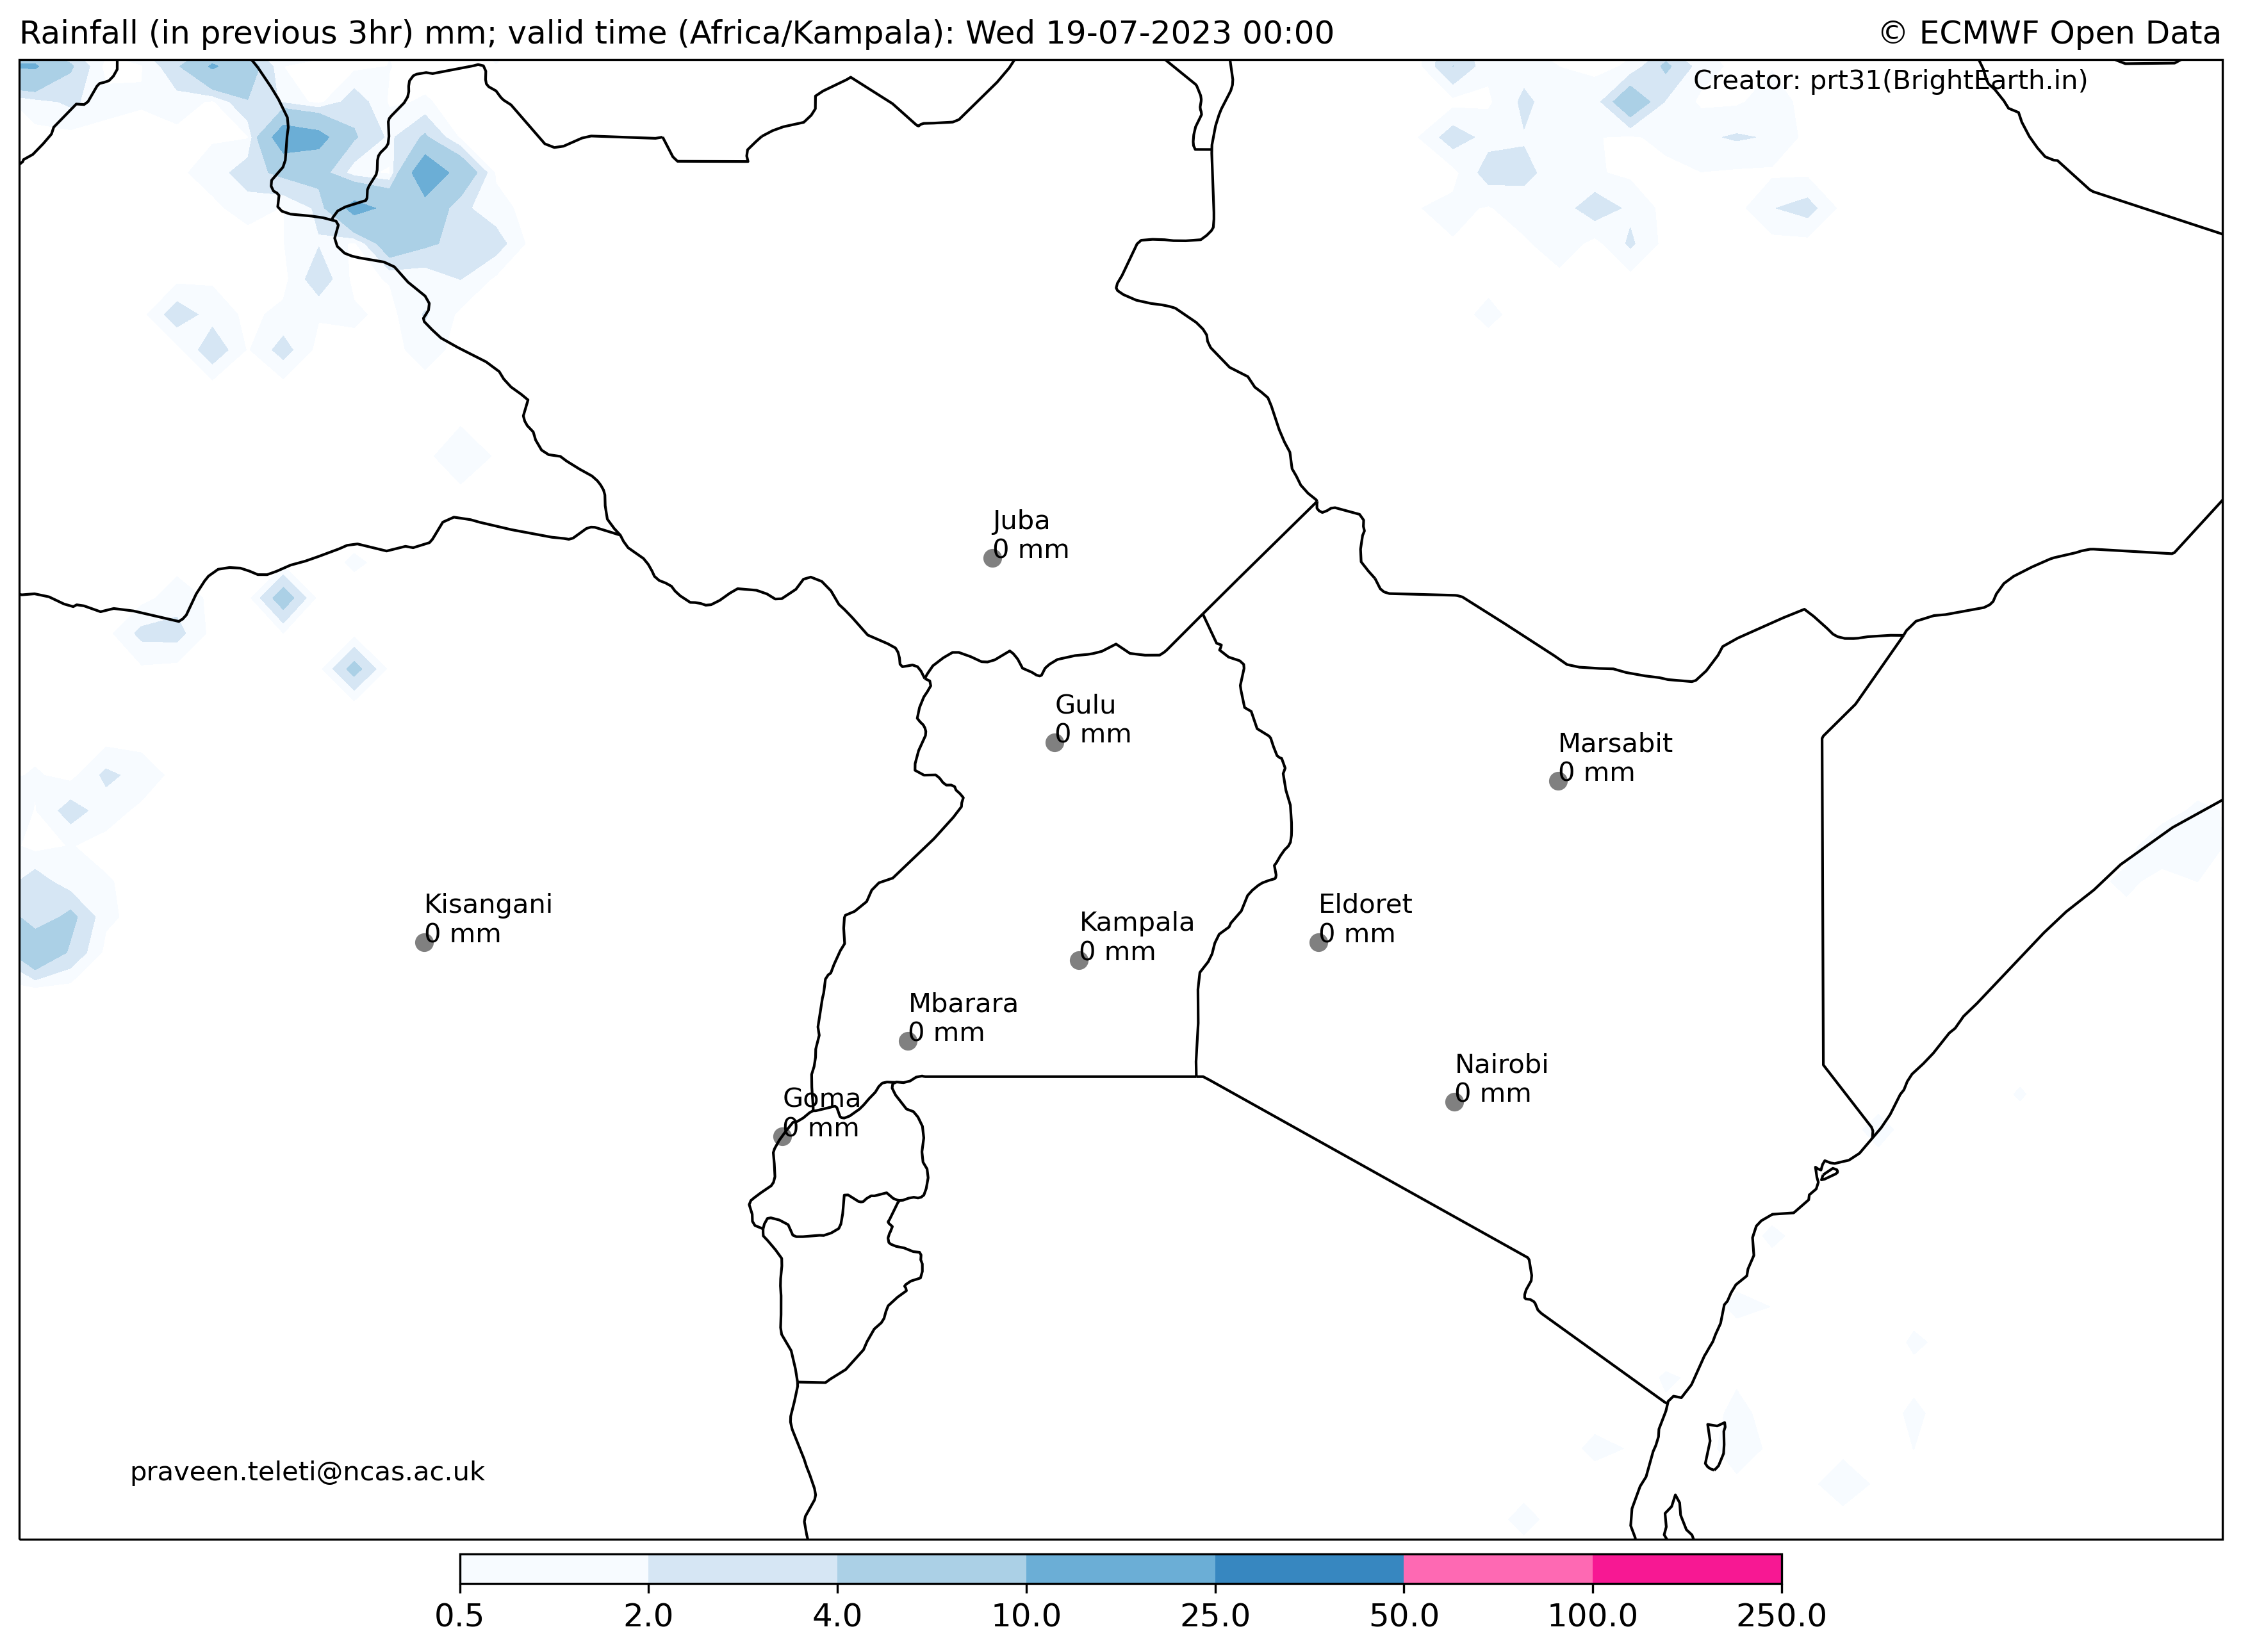 Rainfall (in previous 3hr) mm; valid time (Africa/Kampala): Wed 19-07-2023 00:00
© ECMWF Open Data
Creator: prt31(BrightEarth.in)
Juba
0 mm
Gulu
0 mm
Marsabit
0 mm
Kisangani
0 mm
Eldoret
0 mm
Kampala
0 mm
Mbarara
0 mm
Nairobi
0 mm
Goma
0 mm
praveen.teleti@ncas.ac.uk
0.5 2.0 4.0 10.0 25.0 50.0 100.0 250.0